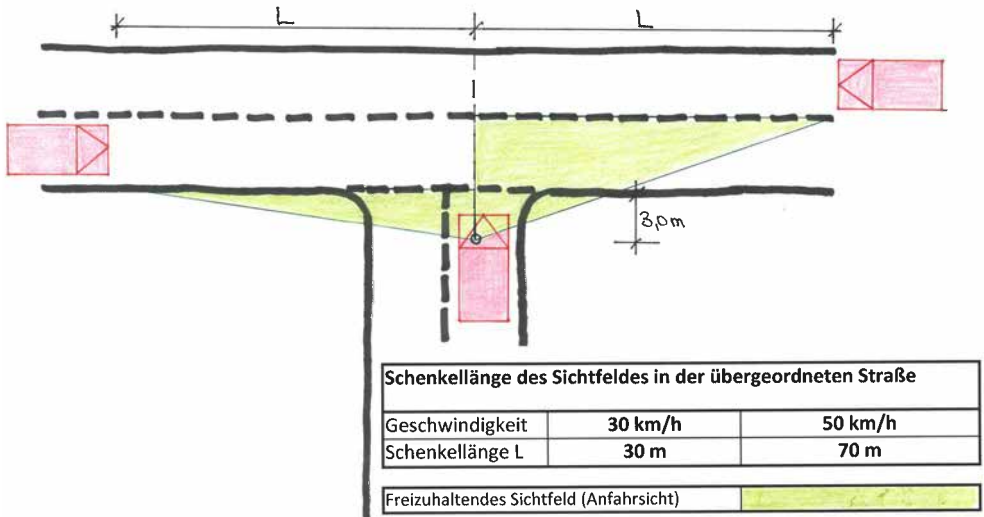 L
L
3,0m
Schenkellänge des Sichtfeldes in der übergeordneten Straße
Geschwindigkeit 30 km/h 50 km/h
Schenkellänge L 30 m 70 m
Freizuhaltendes Sichtfeld (Anfahrsicht)